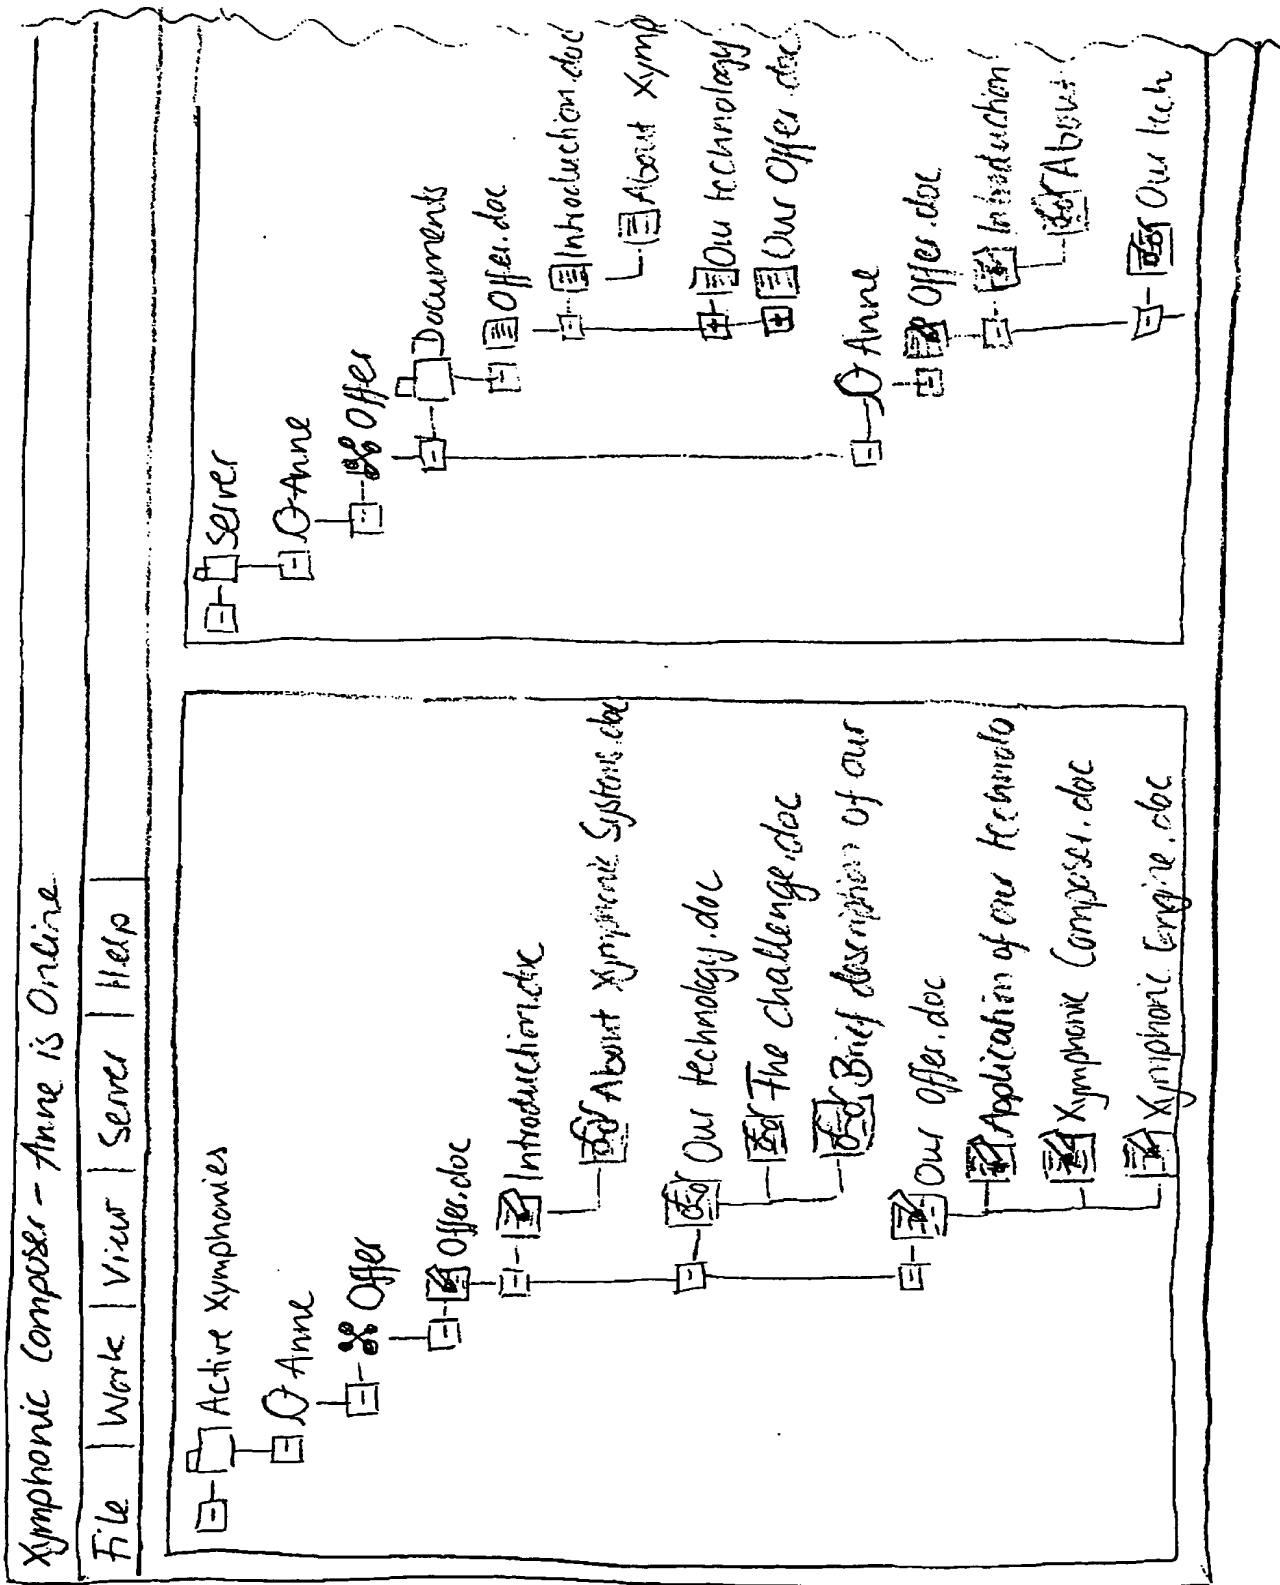 Xymphonic Composer - Anne is Online
File | Work | View | Server | Help
Active Xymphonies
Anne
Offer
Offer.doc
Introduction.doc
About Xymphonic Systems.doc
Our technology.doc
The challenge.doc
Brief description of our
Our Offer.doc
Application of our technolo
Xymphonic Composer.doc
Xymphonic Engine.doc
Server
Anne
Offer
Documents
Offer.doc
Introduction.doc
About Xymp
Our technology
Our Offer.doc
Anne
Offer.doc
Introduction
About
Our tech